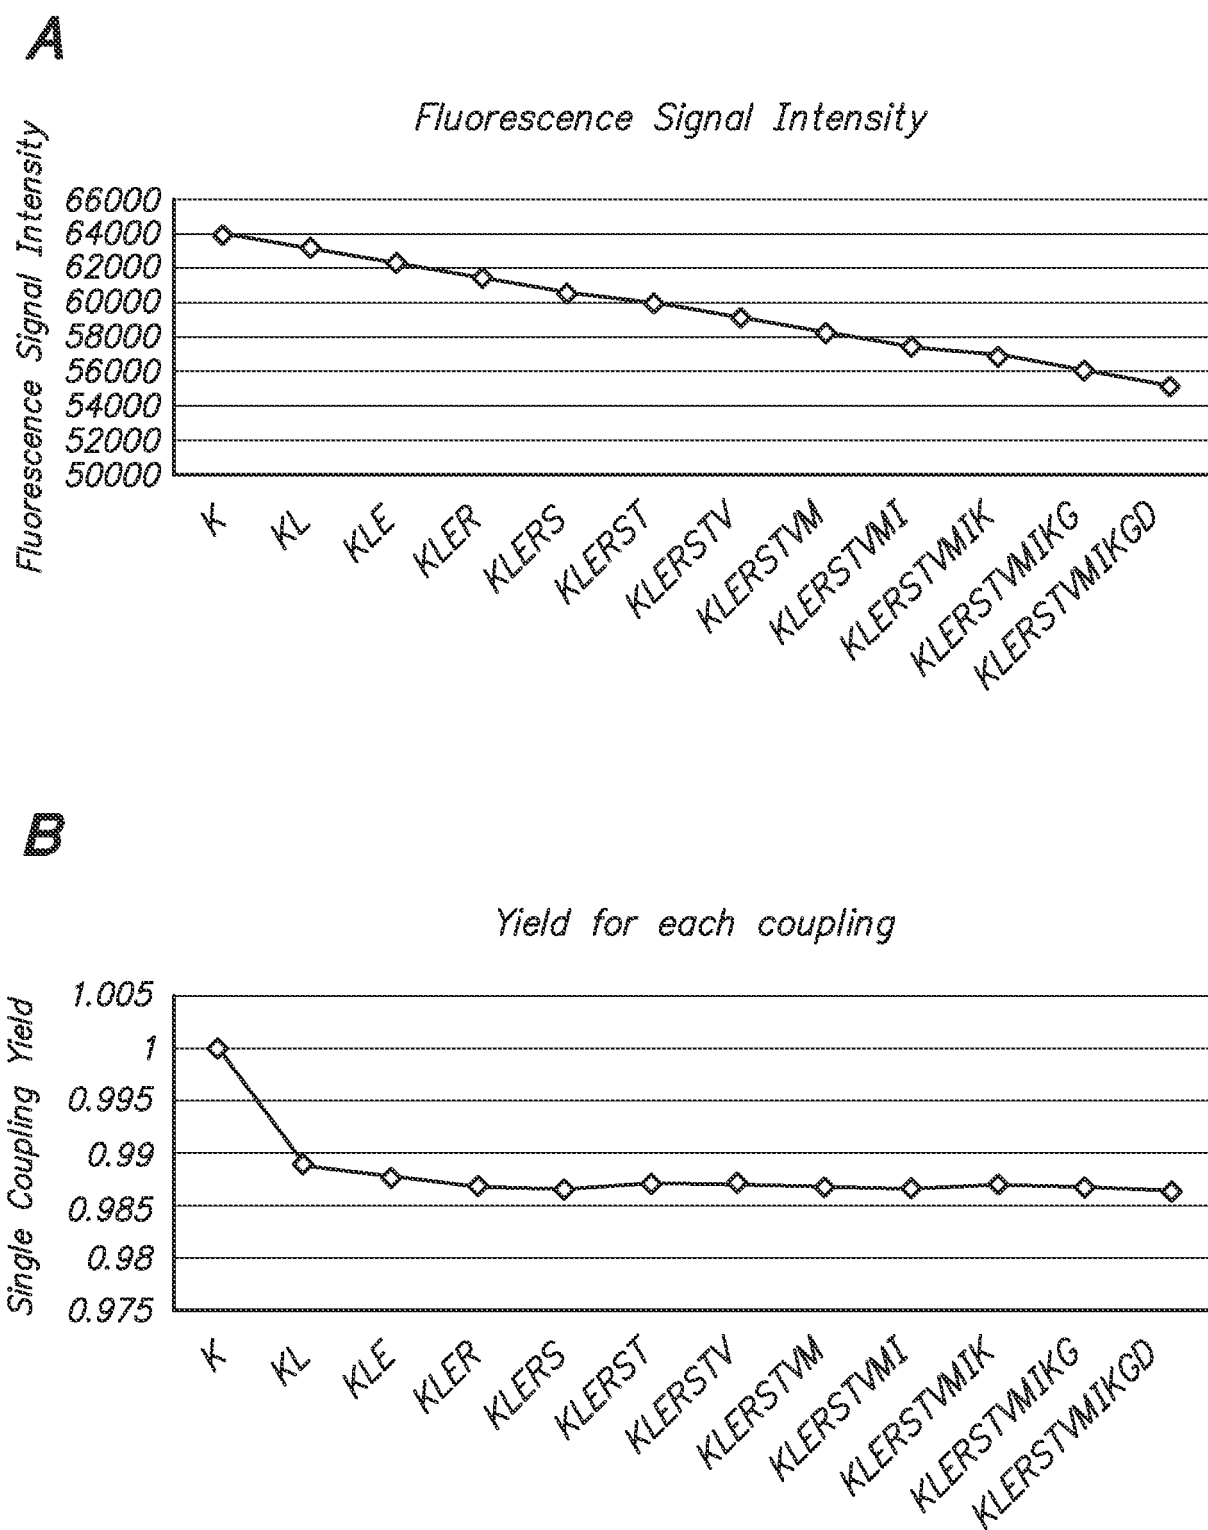 A
Fluorescence Signal Intensity
Fluorescence Signal Intensity
66000
64000
62000
60000
58000
56000
54000
52000
50000
K
KL
KLE
KLER
KLERS
KLERST
KLERSTV
KLERSTVM
KLERSTVMI
KLERSTVMIK
KLERSTVMIKG
KLERSTVMIKGD
B
Yield for each coupling
Single Coupling Yield
1.005
1
0.995
0.99
0.985
0.98
0.975
K
KL
KLE
KLER
KLERS
KLERST
KLERSTV
KLERSTVM
KLERSTVMI
KLERSTVMIK
KLERSTVMIKG
KLERSTVMIKGD